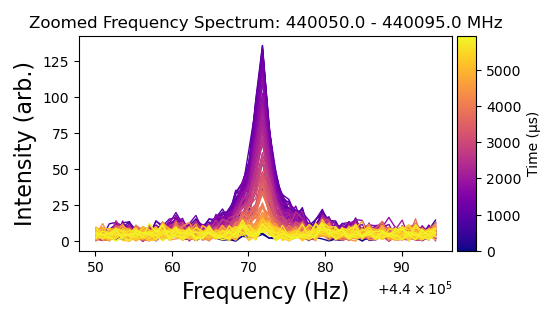 Zoomed Frequency Spectrum: 440050.0 - 440095.0 MHz
Intensity (arb.)
125
100
75
50
25
0
50 60 70 80 90
Frequency (Hz)
+4.4 × 10⁵
5000
4000
3000
2000
1000
0
Time (μs)